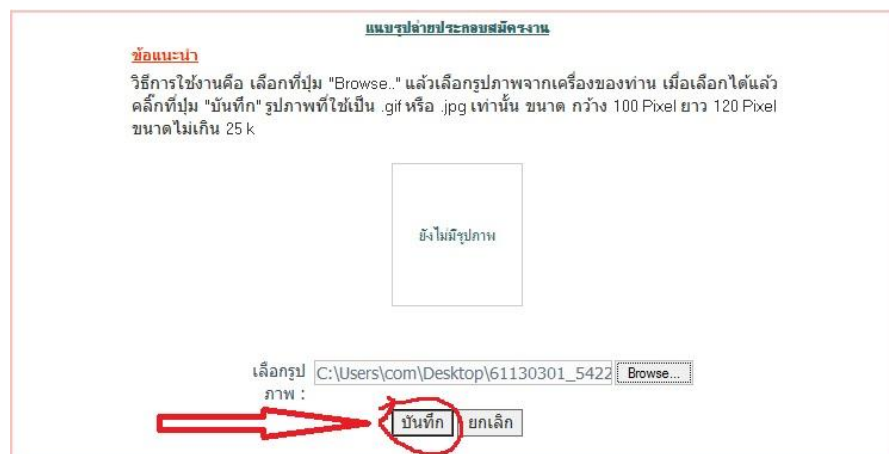 แนบรูปถ่ายประกอบสมัครงาน
ข้อแนะนำ
วิธีการใช้งานคือ เลือกที่ปุ่ม "Browse.." แล้วเลือกรูปภาพจากเครื่องของท่าน เมื่อเลือกได้แล้ว
คลิ๊กที่ปุ่ม "บันทึก" รูปภาพที่ใช้เป็น .gif หรือ .jpg เท่านั้น ขนาด กว้าง 100 Pixel ยาว 120 Pixel
ขนาดไม่เกิน 25 k
ยังไม่มีรูปภาพ
เลือกรูป C:\Users\com\Desktop\61130301_5422 Browse...
ภาพ :
บันทึก ยกเลิก